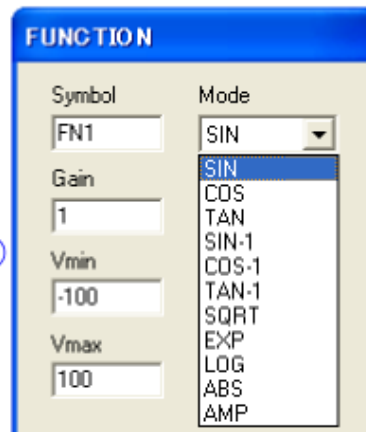 FUNCTION
Symbol
FN1
Gain
1
Vmin
-100
Vmax
100
Mode
SIN
SIN
COS
TAN
SIN-1
COS-1
TAN-1
SQRT
EXP
LOG
ABS
AMP